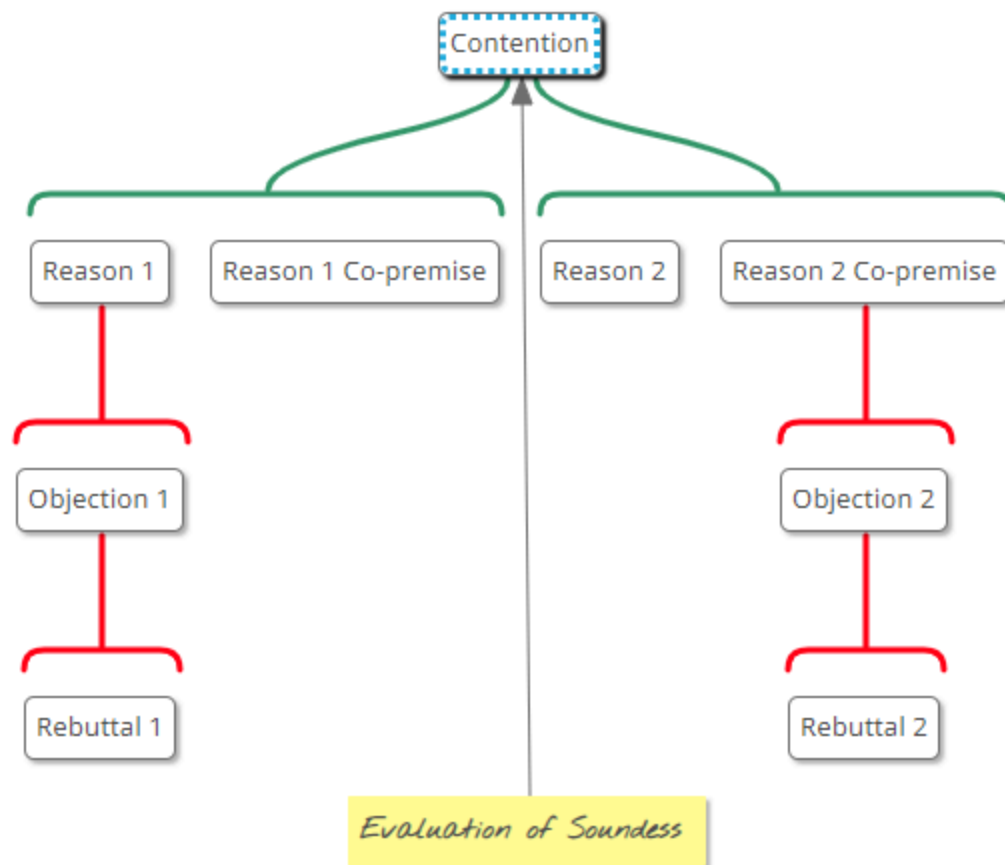 Contention
Reason 1
Reason 1 Co-premise
Reason 2
Reason 2 Co-premise
Objection 1
Objection 2
Rebuttal 1
Rebuttal 2
Evaluation of Soundess